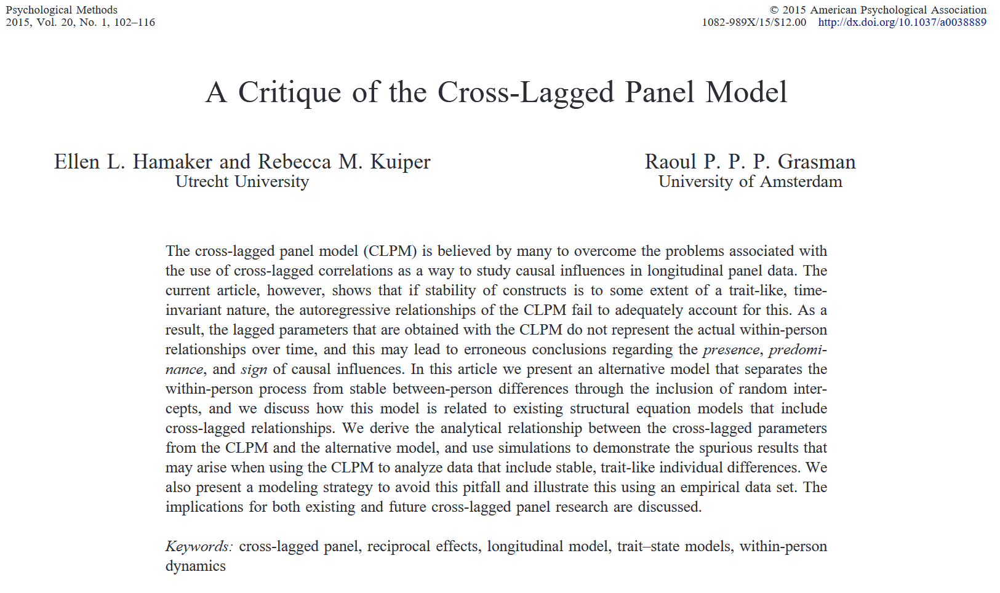 Psychological Methods
2015, Vol. 20, No. 1, 102–116
© 2015 American Psychological Association
1082-989X/15/$12.00 http://dx.doi.org/10.1037/a0038889
A Critique of the Cross-Lagged Panel Model
Ellen L. Hamaker and Rebecca M. Kuiper
Utrecht University
Raoul P. P. P. Grasman
University of Amsterdam
The cross-lagged panel model (CLPM) is believed by many to overcome the problems associated with
the use of cross-lagged correlations as a way to study causal influences in longitudinal panel data. The
current article, however, shows that if stability of constructs is to some extent of a trait-like, time-
invariant nature, the autoregressive relationships of the CLPM fail to adequately account for this. As a
result, the lagged parameters that are obtained with the CLPM do not represent the actual within-person
relationships over time, and this may lead to erroneous conclusions regarding the presence, predomi-
nance, and sign of causal influences. In this article we present an alternative model that separates the
within-person process from stable between-person differences through the inclusion of random inter-
cepts, and we discuss how this model is related to existing structural equation models that include
cross-lagged relationships. We derive the analytical relationship between the cross-lagged parameters
from the CLPM and the alternative model, and use simulations to demonstrate the spurious results that
may arise when using the CLPM to analyze data that include stable, trait-like individual differences. We
also present a modeling strategy to avoid this pitfall and illustrate this using an empirical data set. The
implications for both existing and future cross-lagged panel research are discussed.
Keywords: cross-lagged panel, reciprocal effects, longitudinal model, trait–state models, within-person
dynamics